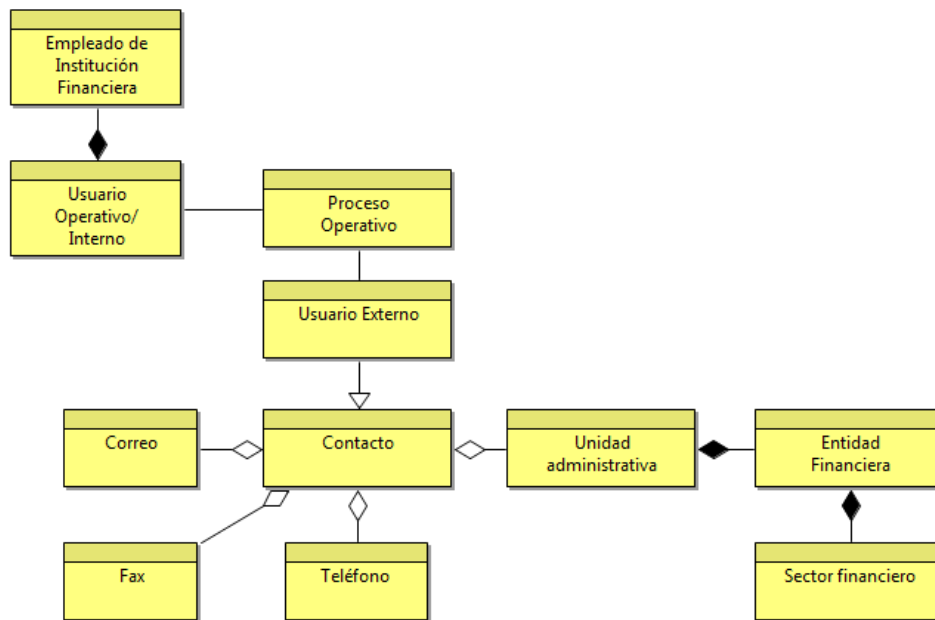 Empleado de
Institución
Financiera
Usuario
Operativo/
Interno
Proceso
Operativo
Usuario Externo
Correo
Contacto
Unidad
administrativa
Entidad
Financiera
Fax
Teléfono
Sector financiero